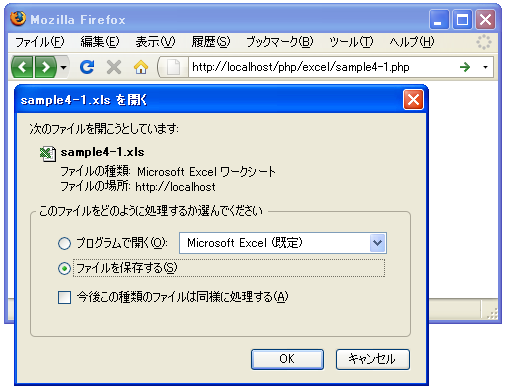 Mozilla Firefox
ファイル(F) 編集(E) 表示(V) 履歴(S) ブックマーク(B) ツール(T) ヘルプ(H)
http://localhost/php/excel/sample4-1.php
sample4-1.xls を開く
次のファイルを開こうとしています:
sample4-1.xls
ファイルの種類: Microsoft Excel ワークシート
ファイルの場所: http://localhost
このファイルをどのように処理するか選んでください
プログラムで開く(O): Microsoft Excel (既定)
ファイルを保存する(S)
今後この種類のファイルは同様に処理する(A)
OK キャンセル